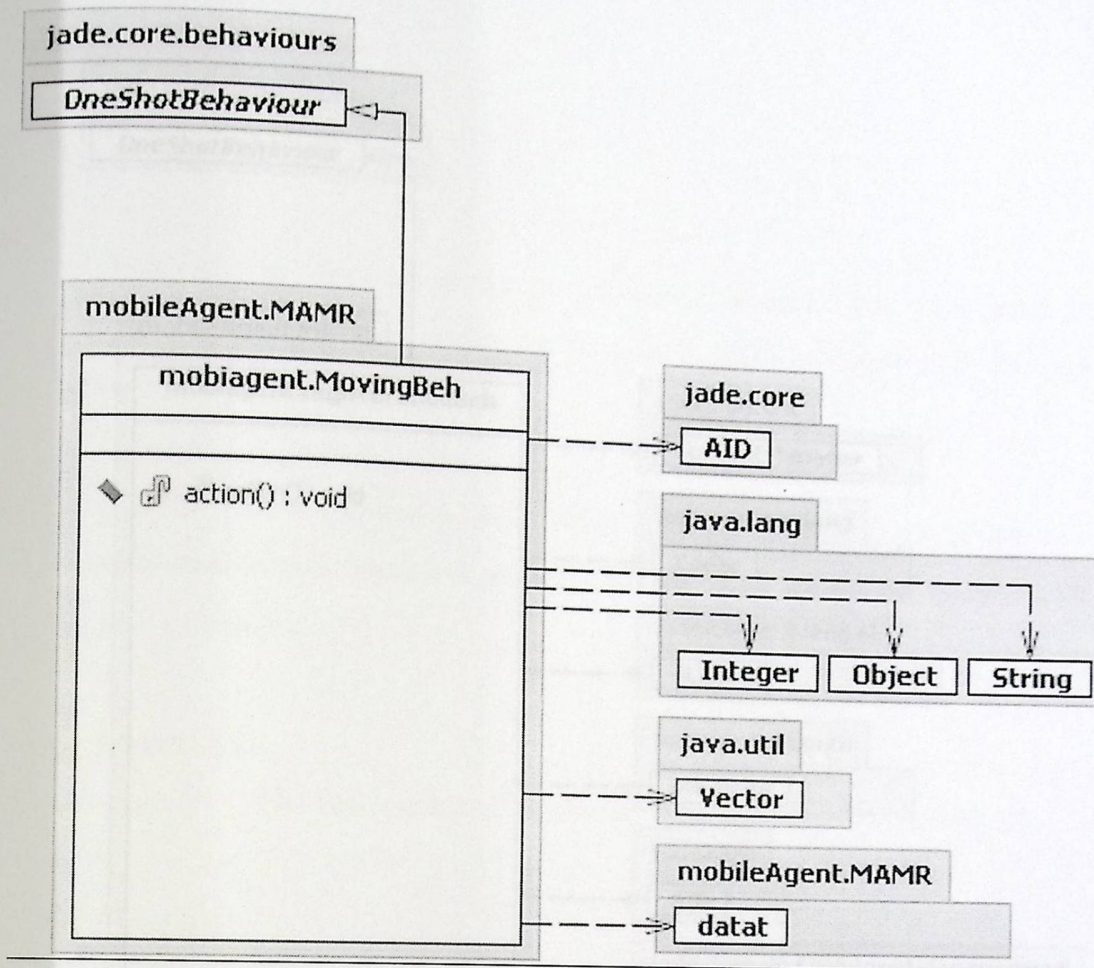 jade.core.behaviours
OneShotBehaviour
mobileAgent.MAMR
mobiagent.MovingBeh
action() : void
jade.core
AID
java.lang
Integer
Object
String
java.util
Vector
mobileAgent.MAMR
datat